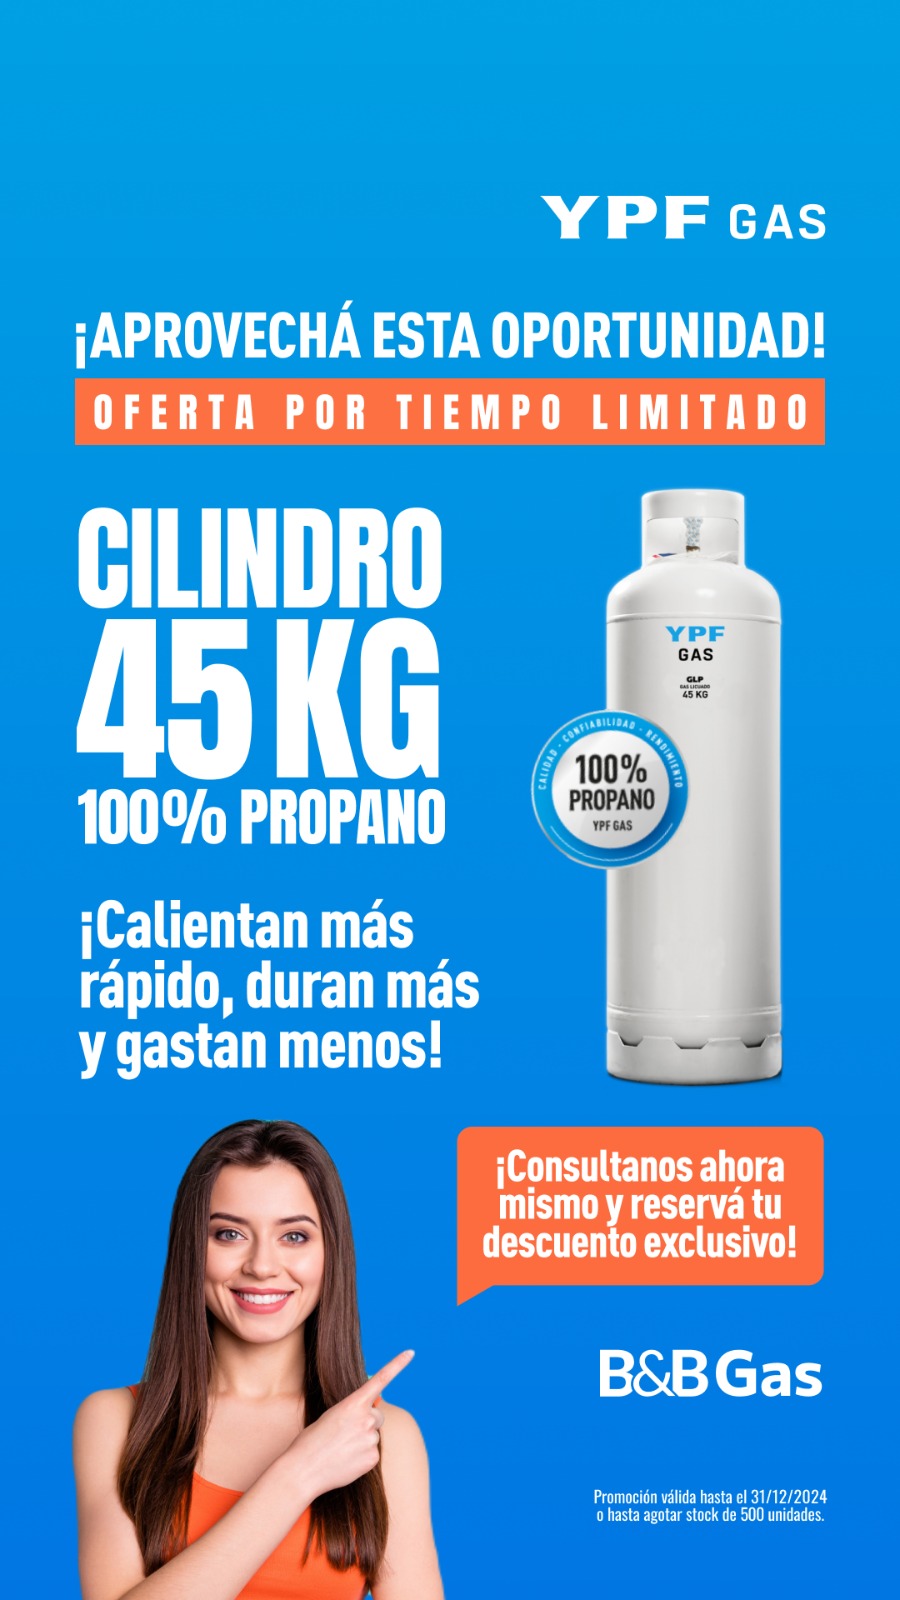 YPF GAS
¡APROVECHÁ ESTA OPORTUNIDAD!
OFERTA POR TIEMPO LIMITADO
CILINDRO
45 KG
100% PROPANO
YPF
GAS
GLP
GAS LICUADO
45 KG
CALIDAD - CONFIABILIDAD - RENDIMIENTO
100%
PROPANO
YPF GAS
¡Calientan más
rápido, duran más
y gastan menos!
¡Consultanos ahora
mismo y reservá tu
descuento exclusivo!
B&B Gas
Promoción válida hasta el 31/12/2024
o hasta agotar stock de 500 unidades.